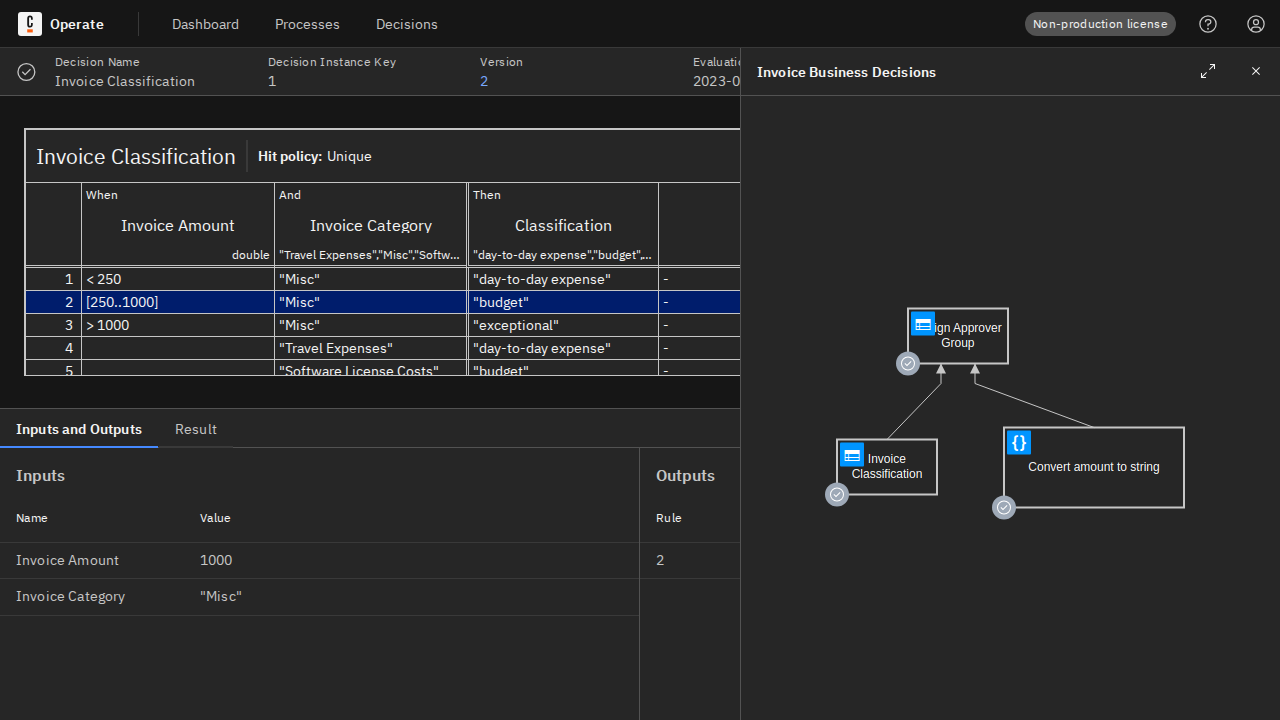 Operate
Dashboard
Processes
Decisions
Non-production license
Decision Name
Invoice Classification
Decision Instance Key
1
Version
2
2023-0
Invoice Business Decisions
Invoice Classification
Hit policy: Unique
When
And
Then
Invoice Amount
Invoice Category
Classification
double
"Travel Expenses","Misc","Softw...
"day-to-day expense","budget",...
1 < 250 "Misc" "day-to-day expense" -
2 [250..1000] "Misc" "budget" -
3 > 1000 "Misc" "exceptional" -
4 "Travel Expenses" "day-to-day expense" -
5 "Software License Costs" "budget" -
Inputs and Outputs
Result
Inputs
Name Value
Invoice Amount 1000
Invoice Category "Misc"
Outputs
Rule
2
ign Approver
Group
Invoice
Classification
{}
Convert amount to string